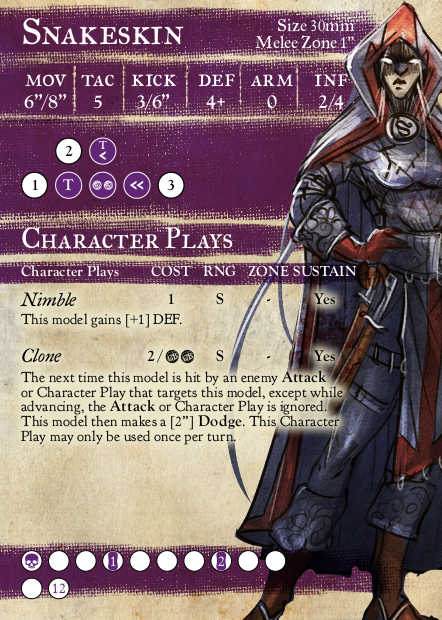 Snakeskin
Size 30mm
Melee Zone 1"
MOV TAC KICK DEF ARM INF
6"/8" 5 3/6" 4+ 0 2/4
2 T <
1 T << 3
Character Plays
Character Plays COST RNG ZONE SUSTAIN
Nimble 1 S - Yes
This model gains [+1] DEF.
Clone 2/ S - Yes
The next time this model is hit by an enemy Attack
or Character Play that targets this model, except while
advancing, the Attack or Character Play is ignored.
This model then makes a [2"] Dodge. This Character
Play may only be used once per turn.
1 2
12